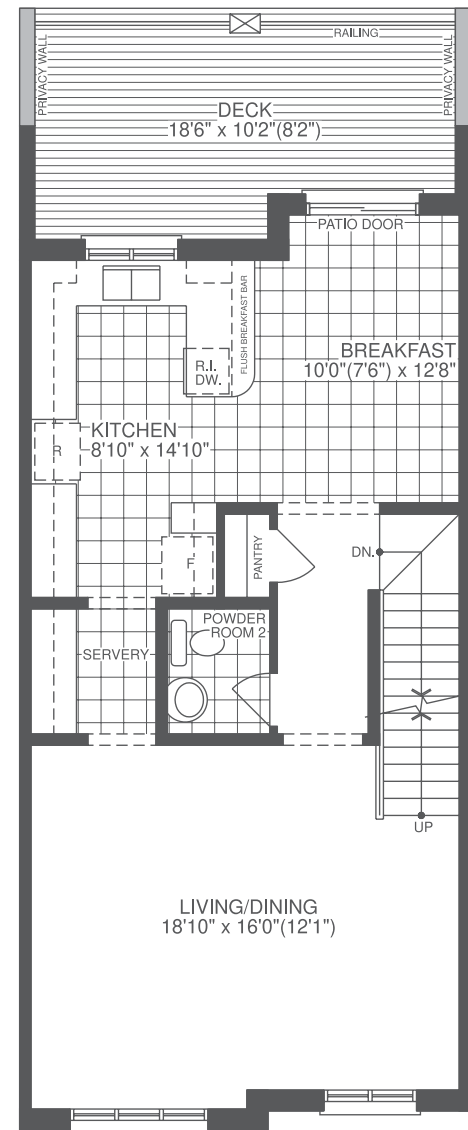 RAILING
PRIVACY WALL
PRIVACY WALL
DECK
18'6" x 10'2"(8'2")
PATIO DOOR
FLUSH BREAKFAST BAR
BREAKFAST
10'0"(7'6") x 12'8"
R.I.
DW.
KITCHEN
8'10" x 14'10"
R
F
PANTRY
DN.
POWDER
ROOM 2
SERVERY
UP
LIVING/DINING
18'10" x 16'0"(12'1")